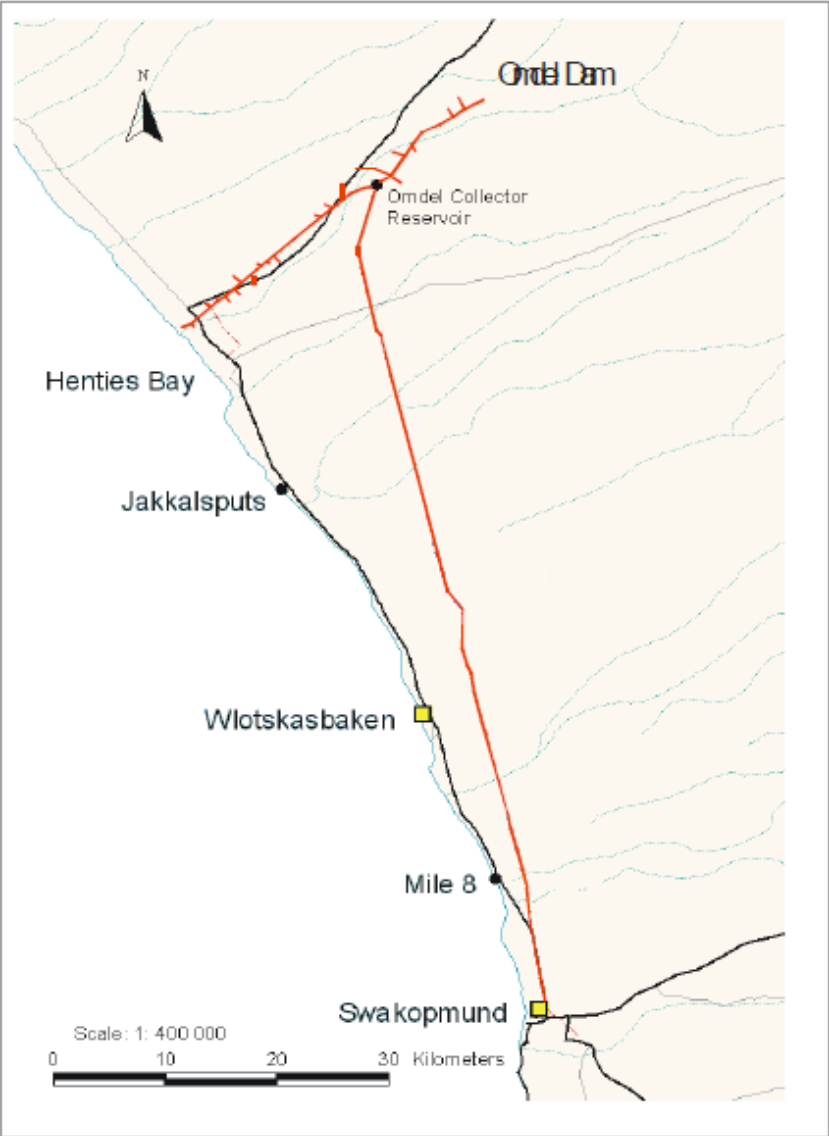 Omdel Dam
N
Omdel Collector
Reservoir
Henties Bay
Jakkalsputs
Wlotskasbaken
Mile 8
Swakopmund
Scale: 1: 400 000
0 10 20 30 Kilometers